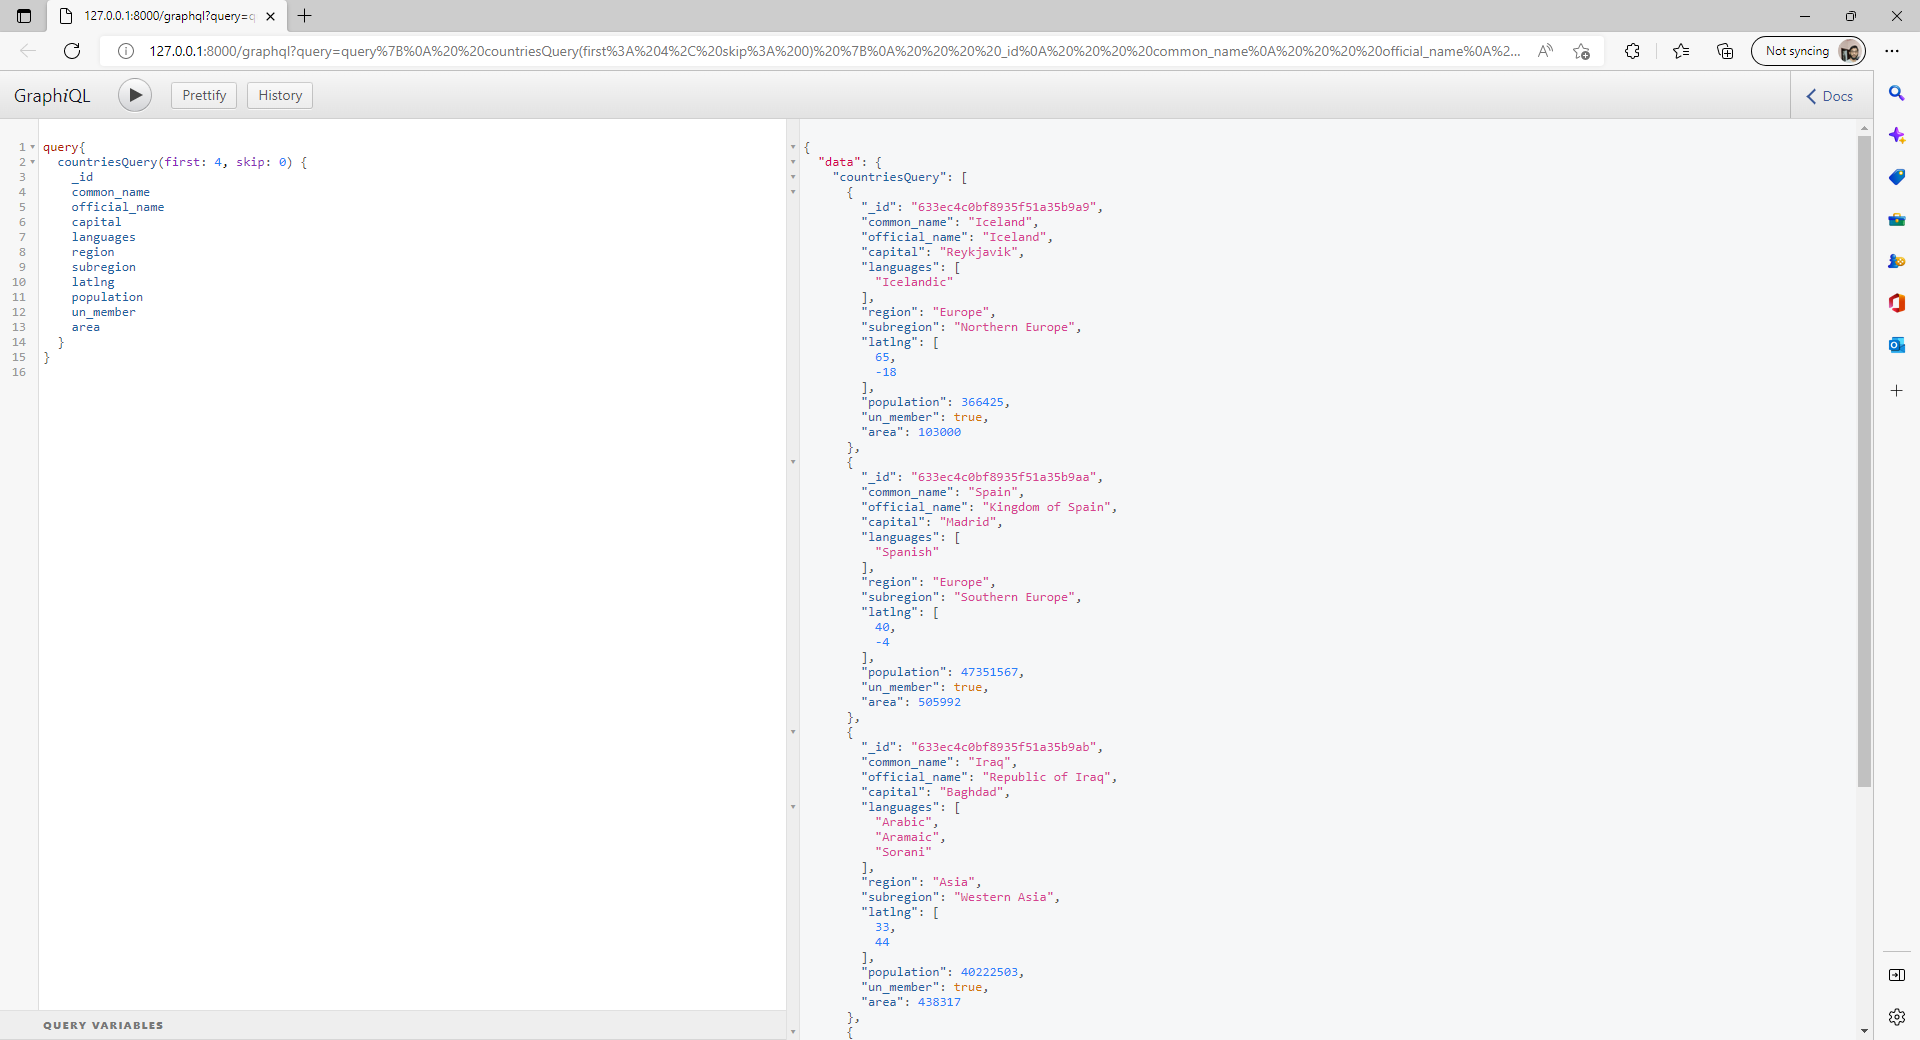 127.0.0.1:8000/graphql?query=q
127.0.0.1:8000/graphql?query=query%7B%0A%20%20countriesQuery(first%3A%204%2C%20skip%3A%200)%20%7B%0A%20%20%20%20_id%0A%20%20%20%20common_name%0A%20%20%20%20official_name%0A%2...
Not syncing
GraphiQL
Prettify
History
Docs
1 query{
2 countriesQuery(first: 4, skip: 0) {
3 _id
4 common_name
5 official_name
6 capital
7 languages
8 region
9 subregion
10 latlng
11 population
12 un_member
13 area
14 }
15 }
16
QUERY VARIABLES
{
"data": {
"countriesQuery": [
{
"_id": "633ec4c0bf8935f51a35b9a9",
"common_name": "Iceland",
"official_name": "Iceland",
"capital": "Reykjavik",
"languages": [
"Icelandic"
],
"region": "Europe",
"subregion": "Northern Europe",
"latlng": [
65,
-18
],
"population": 366425,
"un_member": true,
"area": 103000
},
{
"_id": "633ec4c0bf8935f51a35b9aa",
"common_name": "Spain",
"official_name": "Kingdom of Spain",
"capital": "Madrid",
"languages": [
"Spanish"
],
"region": "Europe",
"subregion": "Southern Europe",
"latlng": [
40,
-4
],
"population": 47351567,
"un_member": true,
"area": 505992
},
{
"_id": "633ec4c0bf8935f51a35b9ab",
"common_name": "Iraq",
"official_name": "Republic of Iraq",
"capital": "Baghdad",
"languages": [
"Arabic",
"Aramaic",
"Sorani"
],
"region": "Asia",
"subregion": "Western Asia",
"latlng": [
33,
44
],
"population": 40222503,
"un_member": true,
"area": 438317
},
{